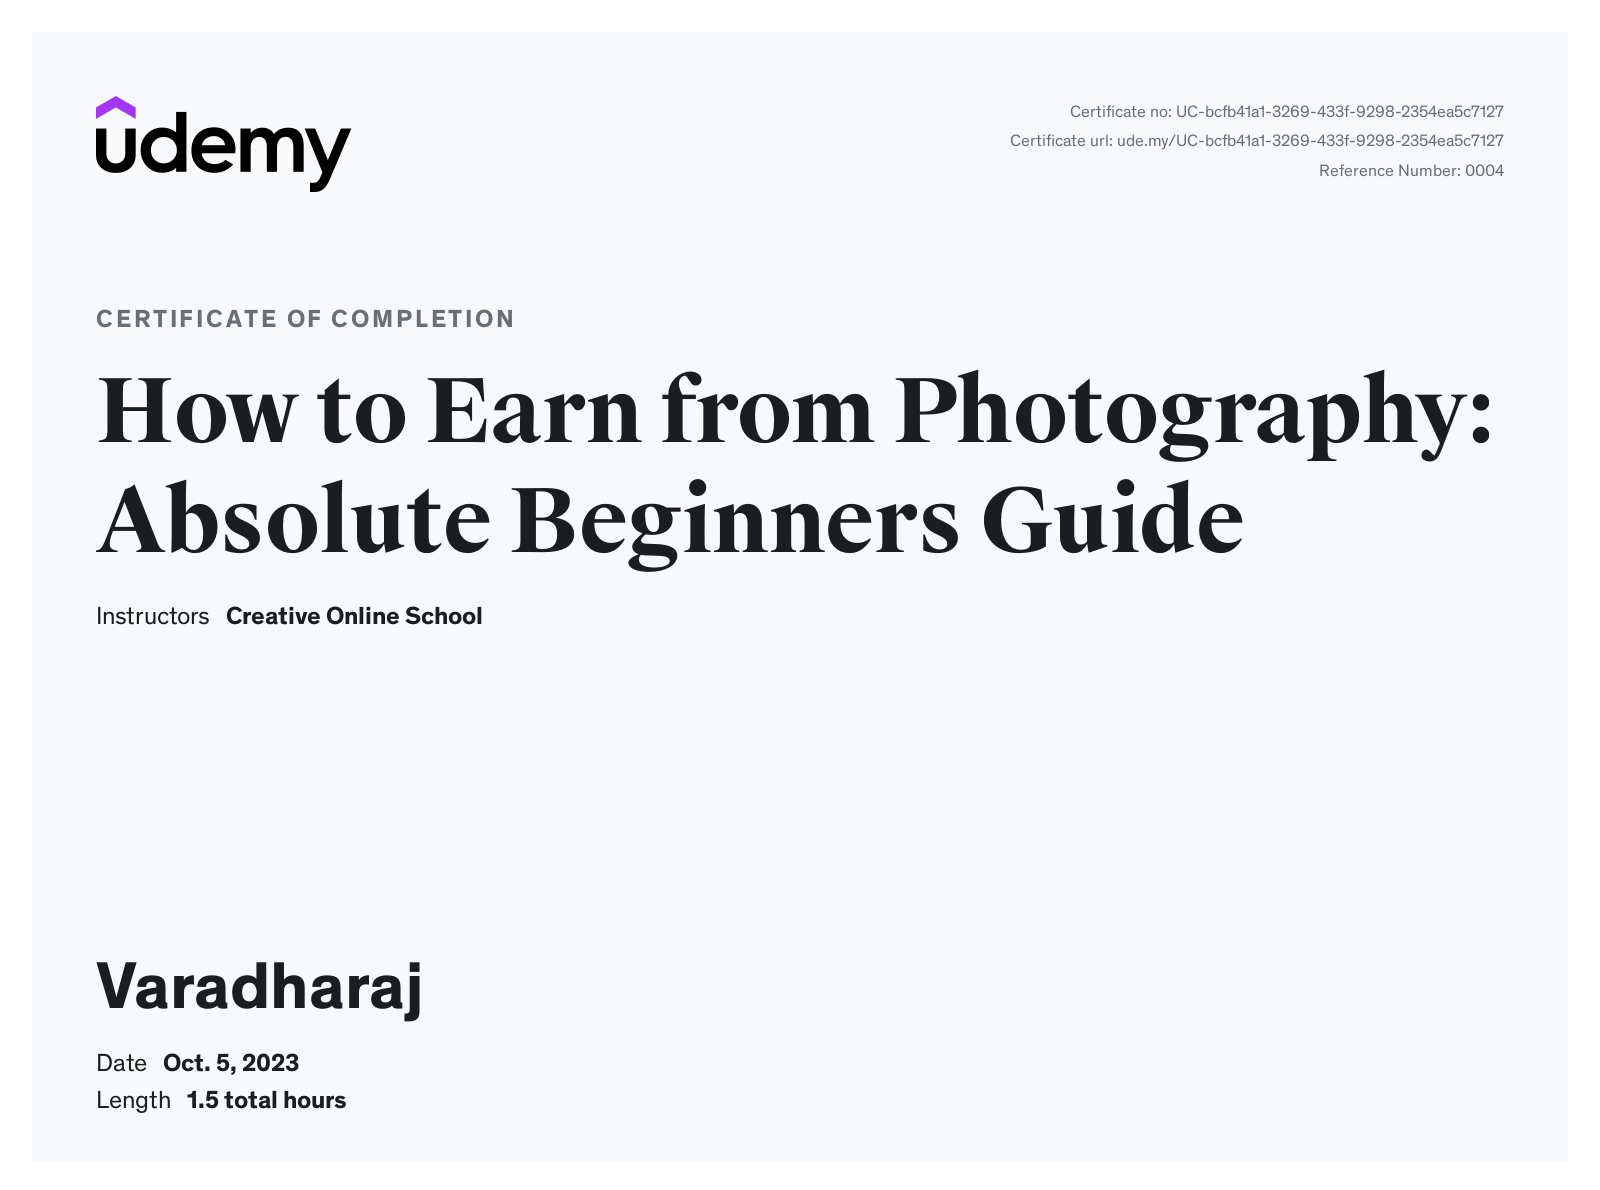 udemy
Certificate no: UC-bcfb41a1-3269-433f-9298-2354ea5c7127
Certificate url: ude.my/UC-bcfb41a1-3269-433f-9298-2354ea5c7127
Reference Number: 0004
CERTIFICATE OF COMPLETION
How to Earn from Photography:
Absolute Beginners Guide
Instructors Creative Online School
Varadharaj
Date Oct. 5, 2023
Length 1.5 total hours